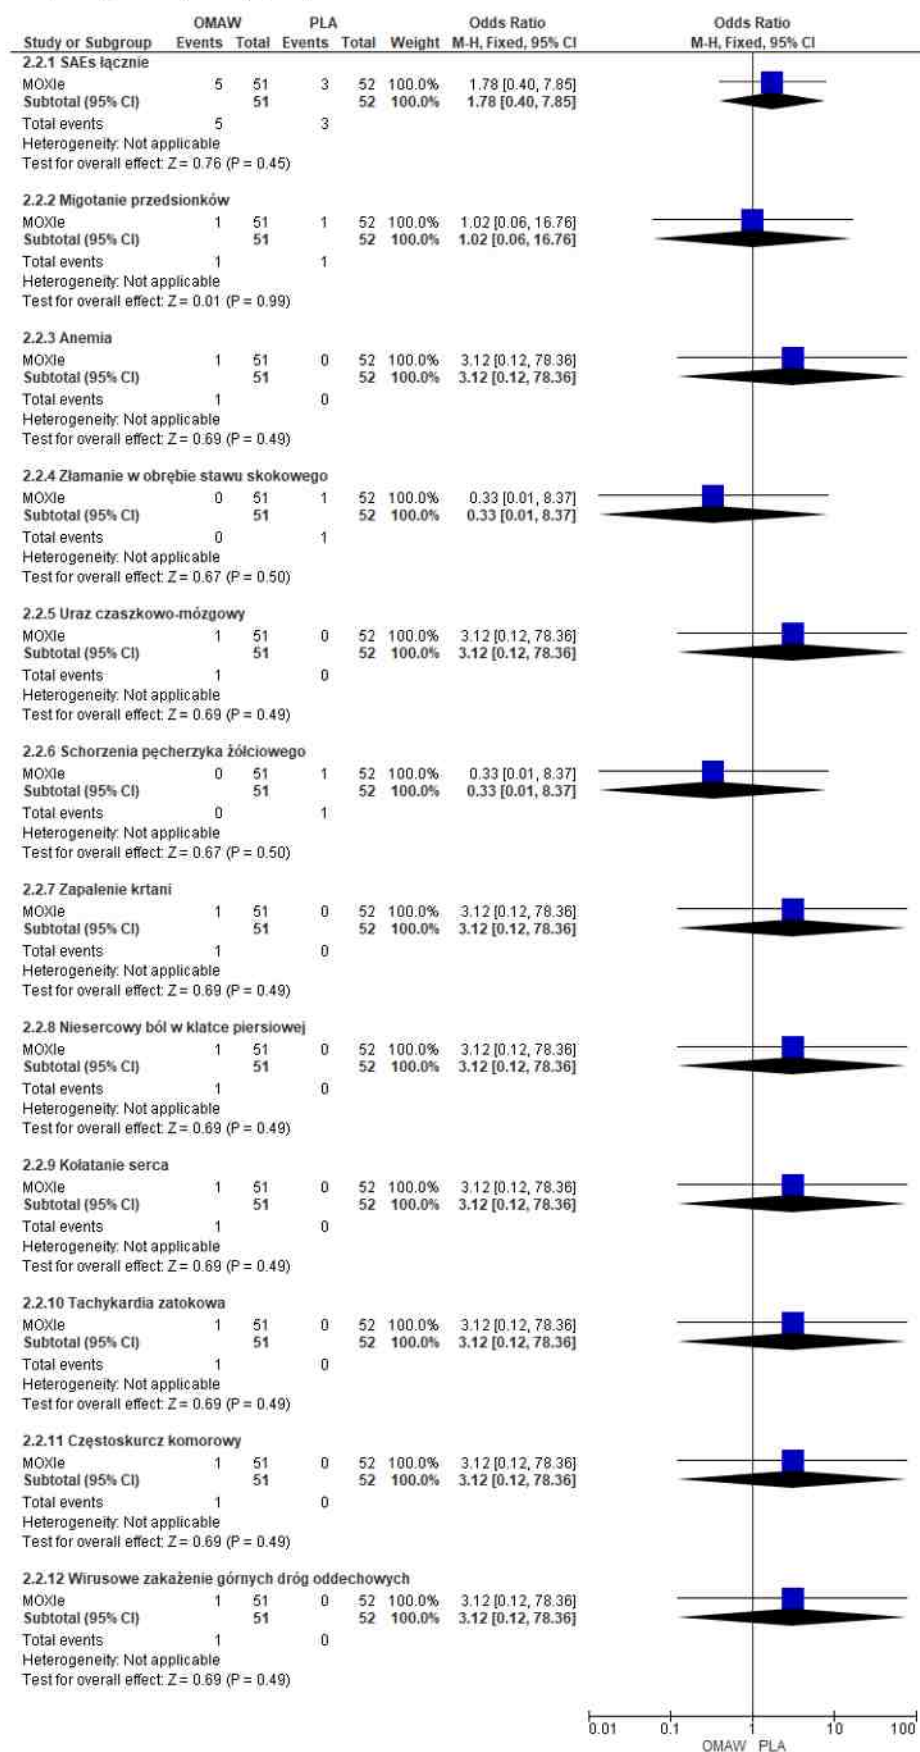 OMAW PLA Odds Ratio Odds Ratio
Study or Subgroup Events Total Events Total Weight M-H, Fixed, 95% CI M-H, Fixed, 95% CI
2.2.1 SAEs łącznie
MOXIe 5 51 3 52 100.0% 1.78 [0.40, 7.85]
Subtotal (95% CI) 51 52 100.0% 1.78 [0.40, 7.85]
Total events 5 3
Heterogeneity: Not applicable
Test for overall effect: Z = 0.76 (P = 0.45)
2.2.2 Migotanie przedsionków
MOXIe 1 51 1 52 100.0% 1.02 [0.06, 16.76]
Subtotal (95% CI) 51 52 100.0% 1.02 [0.06, 16.76]
Total events 1 1
Heterogeneity: Not applicable
Test for overall effect: Z = 0.01 (P = 0.99)
2.2.3 Anemia
MOXIe 1 51 0 52 100.0% 3.12 [0.12, 78.36]
Subtotal (95% CI) 51 52 100.0% 3.12 [0.12, 78.36]
Total events 1 0
Heterogeneity: Not applicable
Test for overall effect: Z = 0.69 (P = 0.49)
2.2.4 Złamanie w obrębie stawu skokowego
MOXIe 0 51 1 52 100.0% 0.33 [0.01, 8.37]
Subtotal (95% CI) 51 52 100.0% 0.33 [0.01, 8.37]
Total events 0 1
Heterogeneity: Not applicable
Test for overall effect: Z = 0.67 (P = 0.50)
2.2.5 Uraz czaszkowo-mózgowy
MOXIe 1 51 0 52 100.0% 3.12 [0.12, 78.36]
Subtotal (95% CI) 51 52 100.0% 3.12 [0.12, 78.36]
Total events 1 0
Heterogeneity: Not applicable
Test for overall effect: Z = 0.69 (P = 0.49)
2.2.6 Schorzenia pęcherzyka żółciowego
MOXIe 0 51 1 52 100.0% 0.33 [0.01, 8.37]
Subtotal (95% CI) 51 52 100.0% 0.33 [0.01, 8.37]
Total events 0 1
Heterogeneity: Not applicable
Test for overall effect: Z = 0.67 (P = 0.50)
2.2.7 Zapalenie krtani
MOXIe 1 51 0 52 100.0% 3.12 [0.12, 78.36]
Subtotal (95% CI) 51 52 100.0% 3.12 [0.12, 78.36]
Total events 1 0
Heterogeneity: Not applicable
Test for overall effect: Z = 0.69 (P = 0.49)
2.2.8 Niesercowy ból w klatce piersiowej
MOXIe 1 51 0 52 100.0% 3.12 [0.12, 78.36]
Subtotal (95% CI) 51 52 100.0% 3.12 [0.12, 78.36]
Total events 1 0
Heterogeneity: Not applicable
Test for overall effect: Z = 0.69 (P = 0.49)
2.2.9 Kołatanie serca
MOXIe 1 51 0 52 100.0% 3.12 [0.12, 78.36]
Subtotal (95% CI) 51 52 100.0% 3.12 [0.12, 78.36]
Total events 1 0
Heterogeneity: Not applicable
Test for overall effect: Z = 0.69 (P = 0.49)
2.2.10 Tachykardia zatokowa
MOXIe 1 51 0 52 100.0% 3.12 [0.12, 78.36]
Subtotal (95% CI) 51 52 100.0% 3.12 [0.12, 78.36]
Total events 1 0
Heterogeneity: Not applicable
Test for overall effect: Z = 0.69 (P = 0.49)
2.2.11 Częstoskurcz komorowy
MOXIe 1 51 0 52 100.0% 3.12 [0.12, 78.36]
Subtotal (95% CI) 51 52 100.0% 3.12 [0.12, 78.36]
Total events 1 0
Heterogeneity: Not applicable
Test for overall effect: Z = 0.69 (P = 0.49)
2.2.12 Wirusowe zakażenie górnych dróg oddechowych
MOXIe 1 51 0 52 100.0% 3.12 [0.12, 78.36]
Subtotal (95% CI) 51 52 100.0% 3.12 [0.12, 78.36]
Total events 1 0
Heterogeneity: Not applicable
Test for overall effect: Z = 0.69 (P = 0.49)
0.01 0.1 1 10 100
OMAW PLA